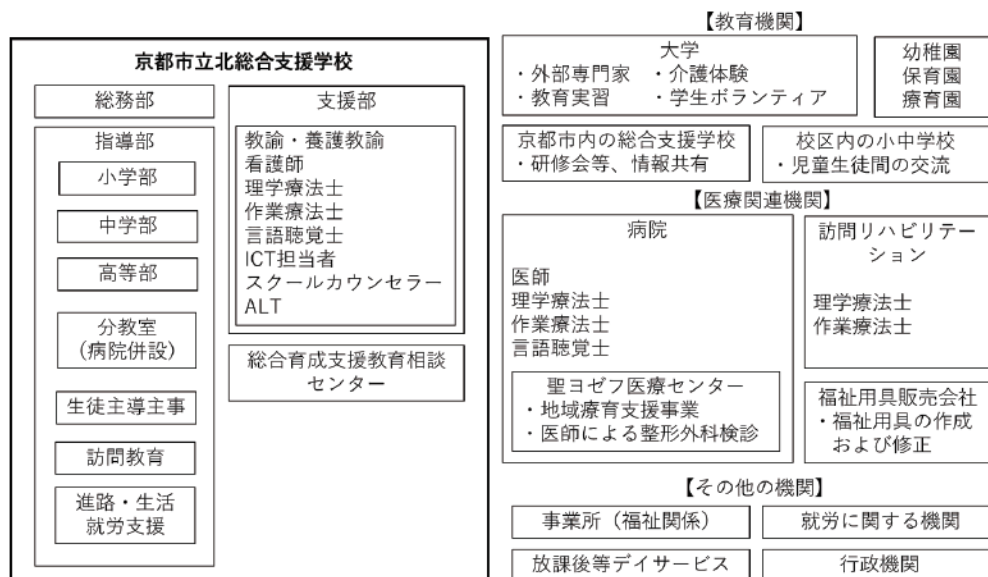 京都市立北総合支援学校
総務部
指導部
小学部
中学部
高等部
分教室
(病院併設)
生徒主導主事
訪問教育
進路・生活
就労支援
支援部
教諭・養護教諭
看護師
理学療法士
作業療法士
言語聴覚士
ICT担当者
スクールカウンセラー
ALT
総合育成支援教育相談
センター
【教育機関】
大学
・外部専門家 ・介護体験
・教育実習 ・学生ボランティア
幼稚園
保育園
療育園
京都市内の総合支援学校
・研修会等、情報共有
校区内の小中学校
・児童生徒間の交流
【医療関連機関】
病院
医師
理学療法士
作業療法士
言語聴覚士
聖ヨゼフ医療センター
・地域療育支援事業
・医師による整形外科検診
訪問リハビリテー
ション
理学療法士
作業療法士
福祉用具販売会社
・福祉用具の作成
および修正
【その他の機関】
事業所（福祉関係）
就労に関する機関
放課後等デイサービス
行政機関